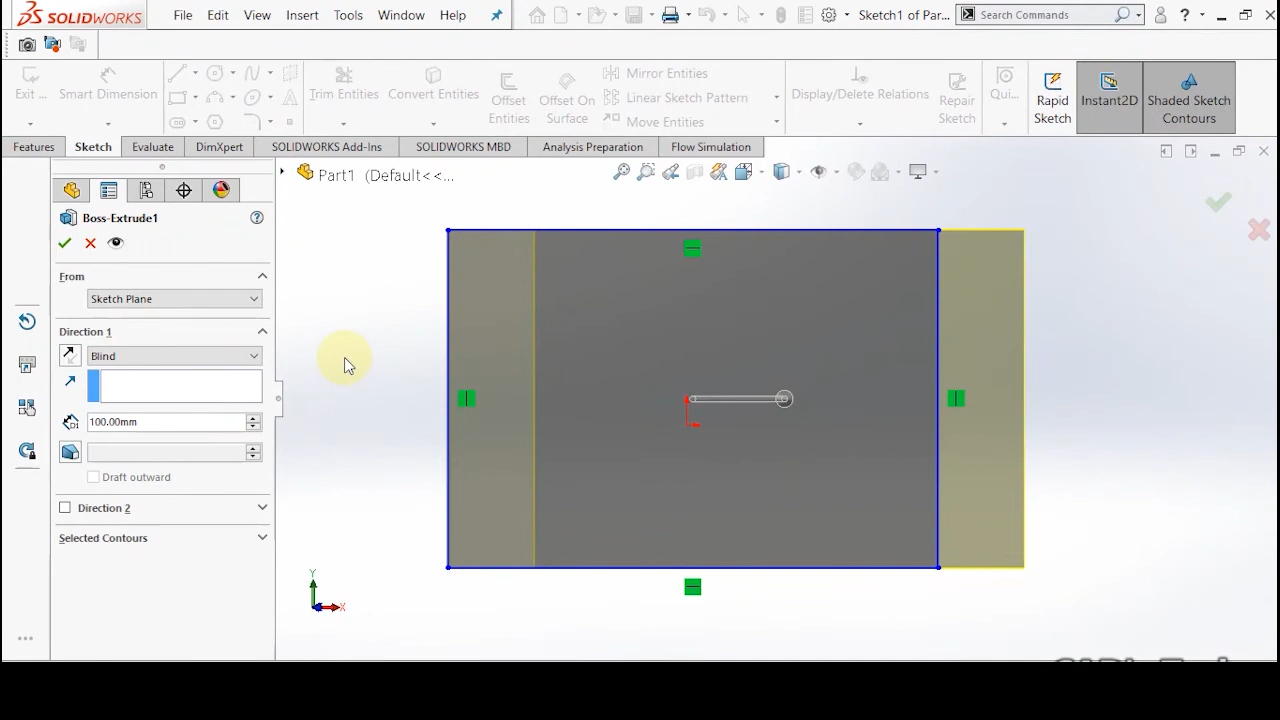 SOLIDWORKS File Edit View Insert Tools Window Help Sketch1 of Par... Search Commands ?
Exit ... Smart Dimension Trim Entities Convert Entities Offset Entities Offset On Surface Mirror Entities Linear Sketch Pattern Move Entities Display/Delete Relations Repair Sketch Qui... Rapid Sketch Instant2D Shaded Sketch Contours
Features Sketch Evaluate DimXpert SOLIDWORKS Add-Ins SOLIDWORKS MBD Analysis Preparation Flow Simulation
Part1 (Default<<...
Boss-Extrude1
From
Sketch Plane
Direction 1
Blind
100.00mm
Draft outward
Direction 2
Selected Contours
Y
X